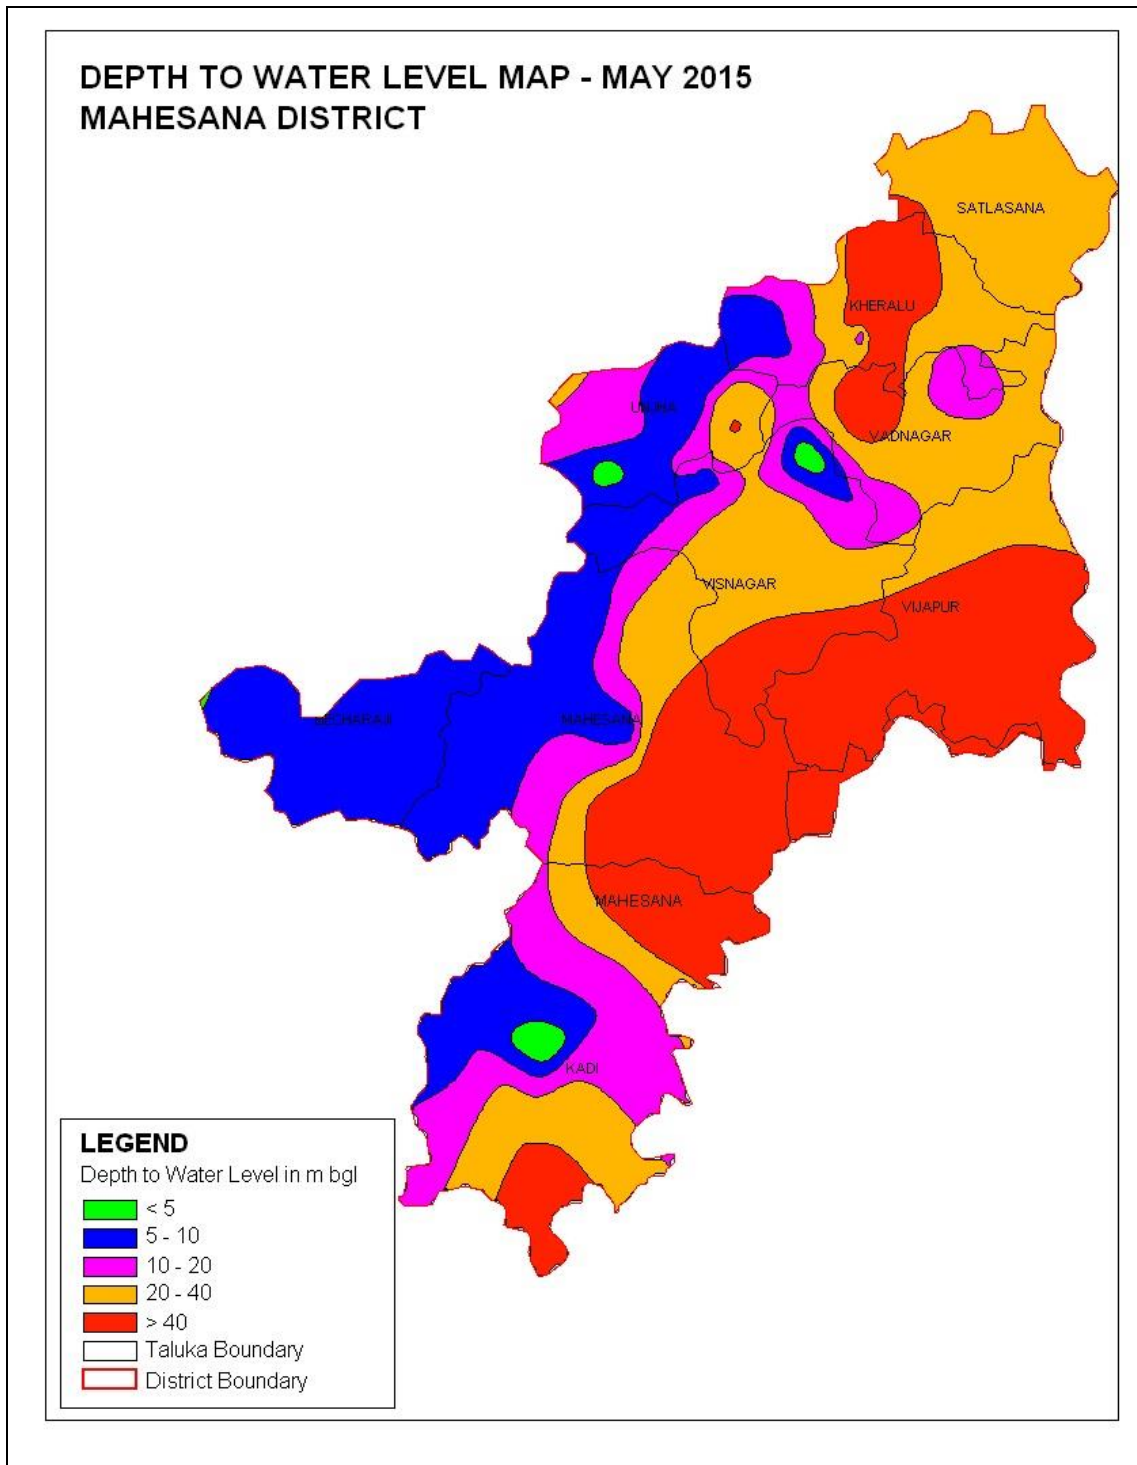 DEPTH TO WATER LEVEL MAP - MAY 2015
MAHESANA DISTRICT
SATLASANA
KHERALU
UNJHA
VADNAGAR
VISNAGAR
VIJAPUR
BECHARAJI
MAHESANA
MAHESANA
KADI
LEGEND
Depth to Water Level in m bgl
< 5
5 - 10
10 - 20
20 - 40
> 40
Taluka Boundary
District Boundary